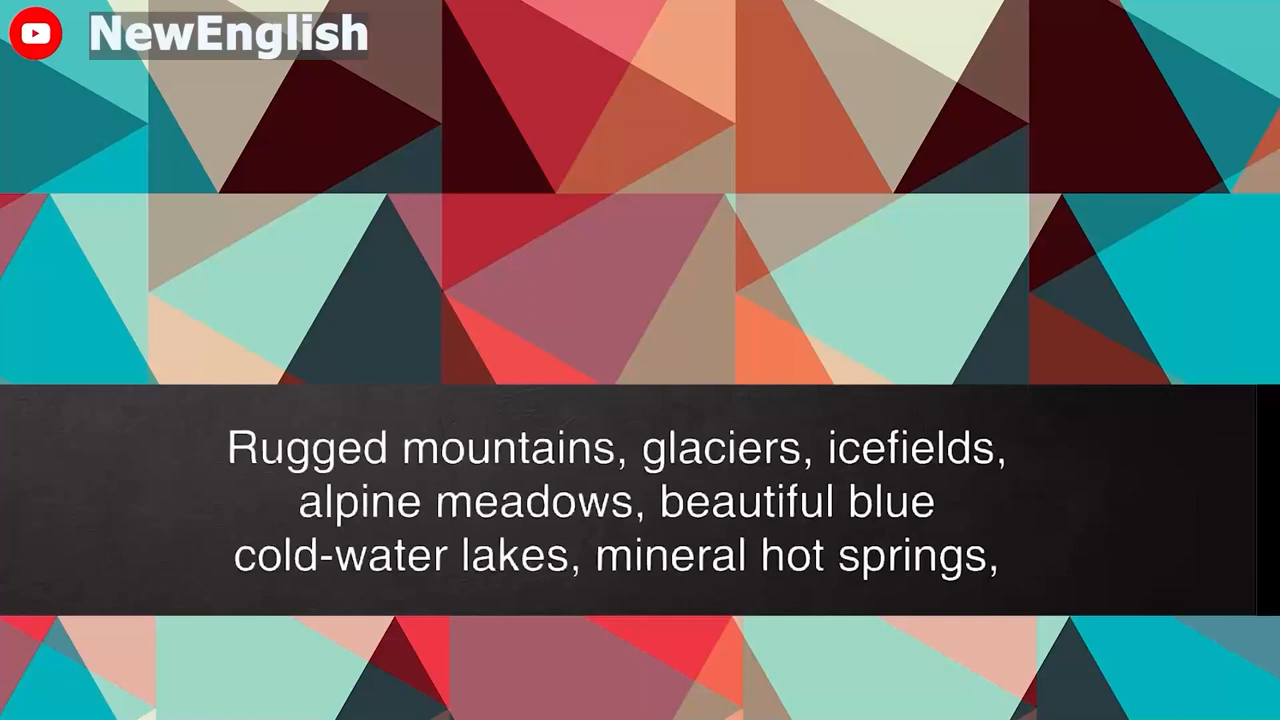 NewEnglish
Rugged mountains, glaciers, icefields,
alpine meadows, beautiful blue
cold-water lakes, mineral hot springs,